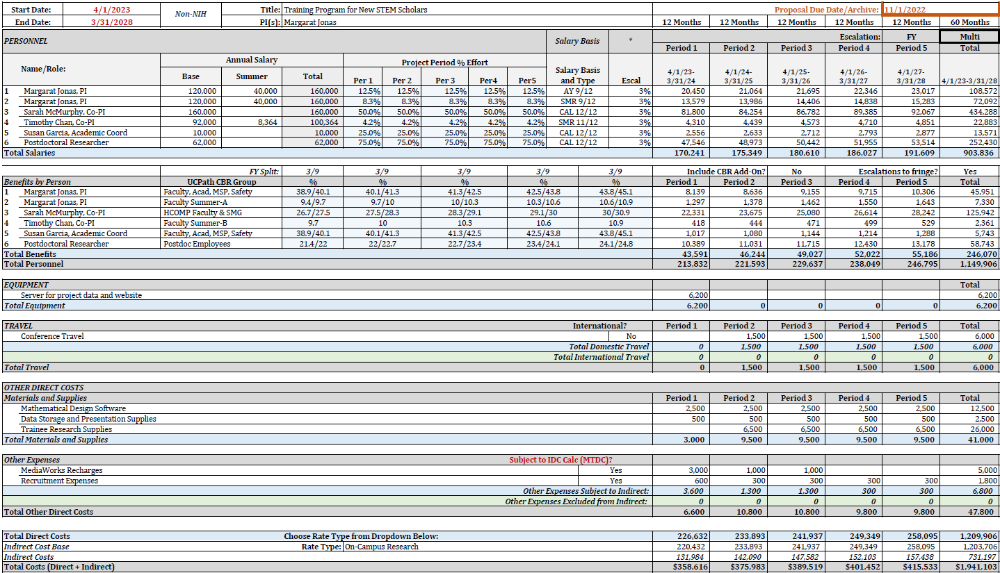 Start Date: 4/1/2023 Non-NIH Title: Training Program for New STEM Scholars Proposal Due Date/Archive: 11/1/2022
End Date: 3/31/2028 PI(s): Margarat Jonas 12 Months 12 Months 12 Months 12 Months 12 Months 60 Months
PERSONNEL Salary Basis * Escalation: FY Multi
Period 1 Period 2 Period 3 Period 4 Period 5 Total
Name/Role: Annual Salary Project Period % Effort Salary Basis and Type Escal
Base Summer Total Per 1 Per 2 Per 3 Per4 Per5 4/1/23-3/31/24 4/1/24-3/31/25 4/1/25-3/31/26 4/1/26-3/31/27 4/1/27-3/31/28 4/1/23-3/31/28
1 Margarat Jonas, PI 120,000 40,000 160,000 12.5% 12.5% 12.5% 12.5% 12.5% AY 9/12 3% 20,450 21,064 21,695 22,346 23,017 108,572
2 Margarat Jonas, PI 120,000 40,000 160,000 8.3% 8.3% 8.3% 8.3% 8.3% SMR 9/12 3% 13,579 13,986 14,406 14,838 15,283 72,092
3 Sarah McMurphy, Co-PI 160,000 160,000 50.0% 50.0% 50.0% 50.0% 50.0% CAL 12/12 3% 81,800 84,254 86,782 89,385 92,067 434,288
4 Timothy Chan, Co-PI 92,000 8,364 100,364 4.2% 4.2% 4.2% 4.2% 4.2% SMR 11/12 3% 4,310 4,439 4,573 4,710 4,851 22,883
5 Susan Garcia, Academic Coord 10,000 10,000 25.0% 25.0% 25.0% 25.0% 25.0% CAL 12/12 3% 2,556 2,633 2,712 2,793 2,877 13,571
6 Postdoctoral Researcher 62,000 62,000 75.0% 75.0% 75.0% 75.0% 75.0% CAL 12/12 3% 47,546 48,973 50,442 51,955 53,514 252,430
Total Salaries 170,241 175,349 180,610 186,027 191,609 903,836
FY Split: 3/9 3/9 3/9 3/9 3/9 Include CBR Add-On? No Escalations to fringe? Yes
Benefits by Person UCPath CBR Group % % % % % Period 1 Period 2 Period 3 Period 4 Period 5 Total
1 Margarat Jonas, PI Faculty, Acad, MSP, Safety 38.9/40.1 40.1/41.3 41.3/42.5 42.5/43.8 43.8/45.1 8,139 8,636 9,155 9,715 10,306 45,951
2 Margarat Jonas, PI Faculty Summer-A 9.4/9.7 9.7/10 10/10.3 10.3/10.6 10.6/10.9 1,297 1,378 1,462 1,550 1,643 7,330
3 Sarah McMurphy, Co-PI HCOMP Faculty & SMG 26.7/27.5 27.5/28.3 28.3/29.1 29.1/30 30/30.9 22,331 23,675 25,080 26,614 28,242 125,942
4 Timothy Chan, Co-PI Faculty Summer-B 9.7 10 10.3 10.6 10.9 418 444 471 499 529 2,361
5 Susan Garcia, Academic Coord Faculty, Acad, MSP, Safety 38.9/40.1 40.1/41.3 41.3/42.5 42.5/43.8 43.8/45.1 1,017 1,080 1,144 1,214 1,288 5,743
6 Postdoctoral Researcher Postdoc Employees 21.4/22 22/22.7 22.7/23.4 23.4/24.1 24.1/24.8 10,389 11,031 11,715 12,430 13,178 58,743
Total Benefits 43,591 46,244 49,027 52,022 55,186 246,070
Total Personnel 213,832 221,593 229,637 238,049 246,795 1,149,906
EQUIPMENT Total
Server for project data and website 6,200 6,200
Total Equipment 6,200 0 0 0 0 6,200
TRAVEL International? Period 1 Period 2 Period 3 Period 4 Period 5 Total
Conference Travel No 1,500 1,500 1,500 1,500 6,000
Total Domestic Travel 0 1,500 1,500 1,500 1,500 6,000
Total International Travel 0 0 0 0 0 0
Total Travel 0 1,500 1,500 1,500 1,500 6,000
OTHER DIRECT COSTS
Materials and Supplies Period 1 Period 2 Period 3 Period 4 Period 5 Total
Mathematical Design Software 2,500 2,500 2,500 2,500 2,500 12,500
Data Storage and Presentation Supplies 500 500 500 500 500 2,500
Trainee Research Supplies 6,500 6,500 6,500 6,500 26,000
Total Materials and Supplies 3,000 9,500 9,500 9,500 9,500 41,000
Other Expenses Subject to IDC Calc (MTDC)?
MediaWorks Recharges Yes 3,000 1,000 1,000 5,000
Recruitment Expenses Yes 600 300 300 300 300 1,800
Other Expenses Subject to Indirect: 3,600 1,300 1,300 300 300 6,800
Other Expenses Excluded from Indirect: 0 0 0 0 0 0
Total Other Direct Costs 6,600 10,800 10,800 9,800 9,800 47,800
Total Direct Costs Choose Rate Type from Dropdown Below: 226,632 233,893 241,937 249,349 258,095 1,209,906
Indirect Cost Base Rate Type: On-Campus Research 220,432 233,893 241,937 249,349 258,095 1,203,706
Indirect Costs 131,984 142,090 147,582 152,103 157,438 731,197
Total Costs (Direct + Indirect) $358,616 $375,983 $389,519 $401,452 $415,533 $1,941,103